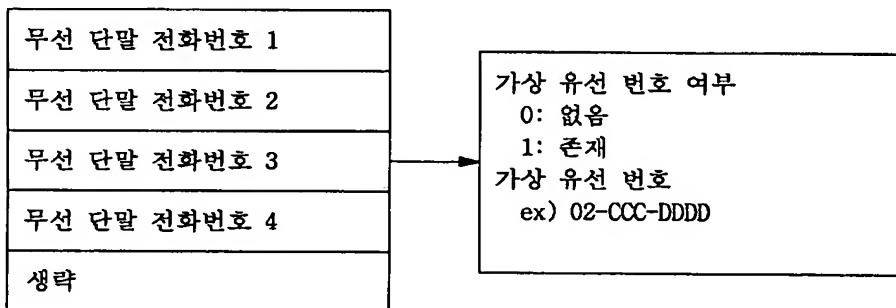 무선 단말 전화번호 1
무선 단말 전화번호 2
무선 단말 전화번호 3
무선 단말 전화번호 4
생략
가상 유선 번호 여부
0: 없음
1: 존재
가상 유선 번호
ex) 02-CCC-DDDD